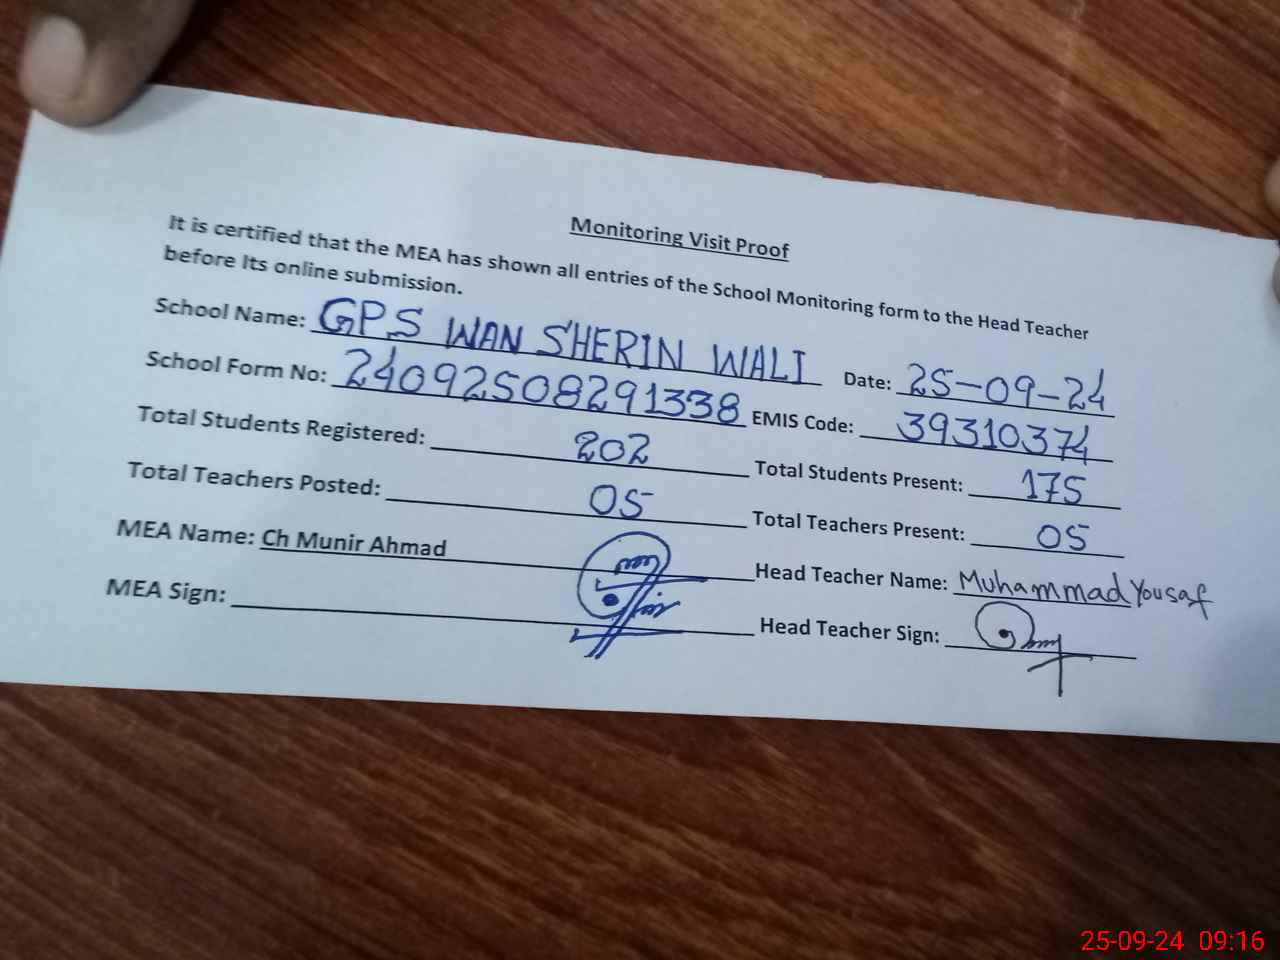 Monitoring Visit Proof
It is certified that the MEA has shown all entries of the School Monitoring form to the Head Teacher
before Its online submission.
School Name: GPS WAN SHERIN WALI Date: 25-09-24
School Form No: 24092508291338 EMIS Code: 39310374
Total Students Registered: 202 Total Students Present: 175
Total Teachers Posted: 05 Total Teachers Present: 05
MEA Name: Ch Munir Ahmad Head Teacher Name: Muhammad Yousaf
MEA Sign: Head Teacher Sign:
25-09-24 09:16